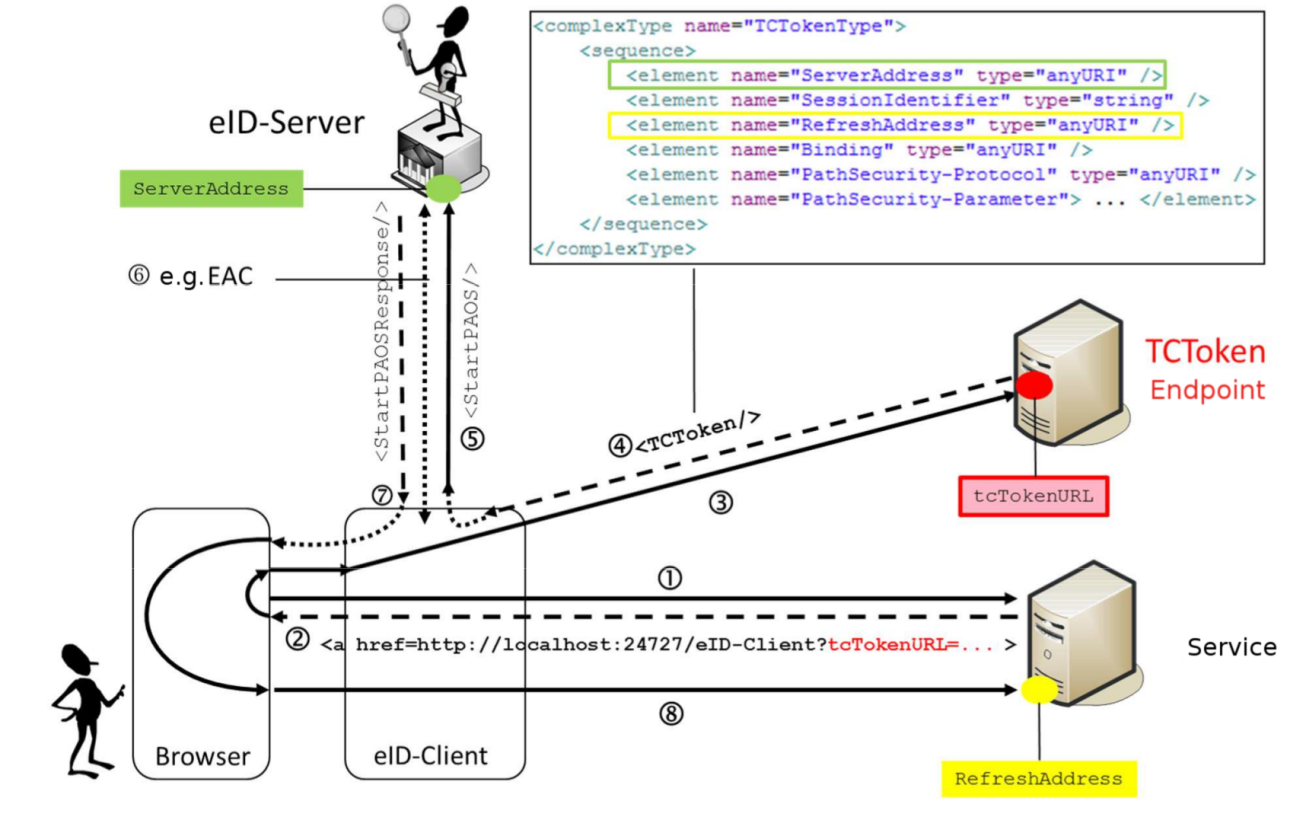 <complexType name="TCTokenType">
<sequence>
<element name="ServerAddress" type="anyURI" />
<element name="SessionIdentifier" type="string" />
<element name="RefreshAddress" type="anyURI" />
<element name="Binding" type="anyURI" />
<element name="PathSecurity-Protocol" type="anyURI" />
<element name="PathSecurity-Parameter"> ... </element>
</sequence>
</complexType>
eID-Server
ServerAddress
⑥ e.g.EAC
<StartPAOSResponse/>
<StartPAOS/>
⑤
⑦
④<TCToken/>
③
TCToken
Endpoint
tcTokenURL
①
② <a href=http://localhost:24727/eID-Client?tcTokenURL=... >
Service
⑧
Browser
eID-Client
RefreshAddress